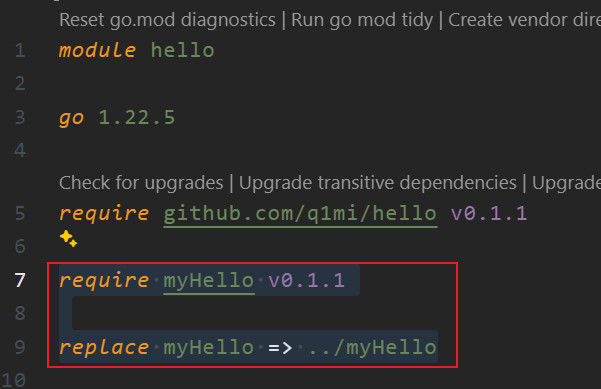 Reset go.mod diagnostics | Run go mod tidy | Create vendor dire
1 module hello
2
3 go 1.22.5
4
Check for upgrades | Upgrade transitive dependencies | Upgrade
5 require github.com/q1mi/hello v0.1.1
6
7 require myHello v0.1.1
8
9 replace myHello => ../myHello
10